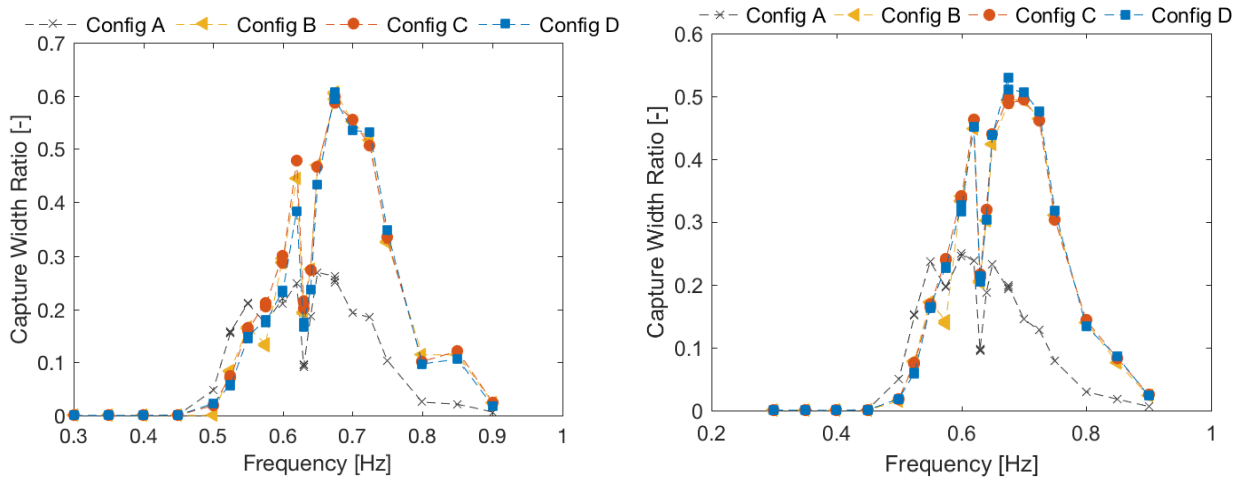 Config A Config B Config C Config D
0.7
0.6
0.5
0.4
0.3
0.2
0.1
0
Capture Width Ratio [-]
0.3 0.4 0.5 0.6 0.7 0.8 0.9 1
Frequency [Hz]
Config A Config B Config C Config D
0.6
0.5
0.4
0.3
0.2
0.1
0
Capture Width Ratio [-]
0.2 0.4 0.6 0.8 1
Frequency [Hz]